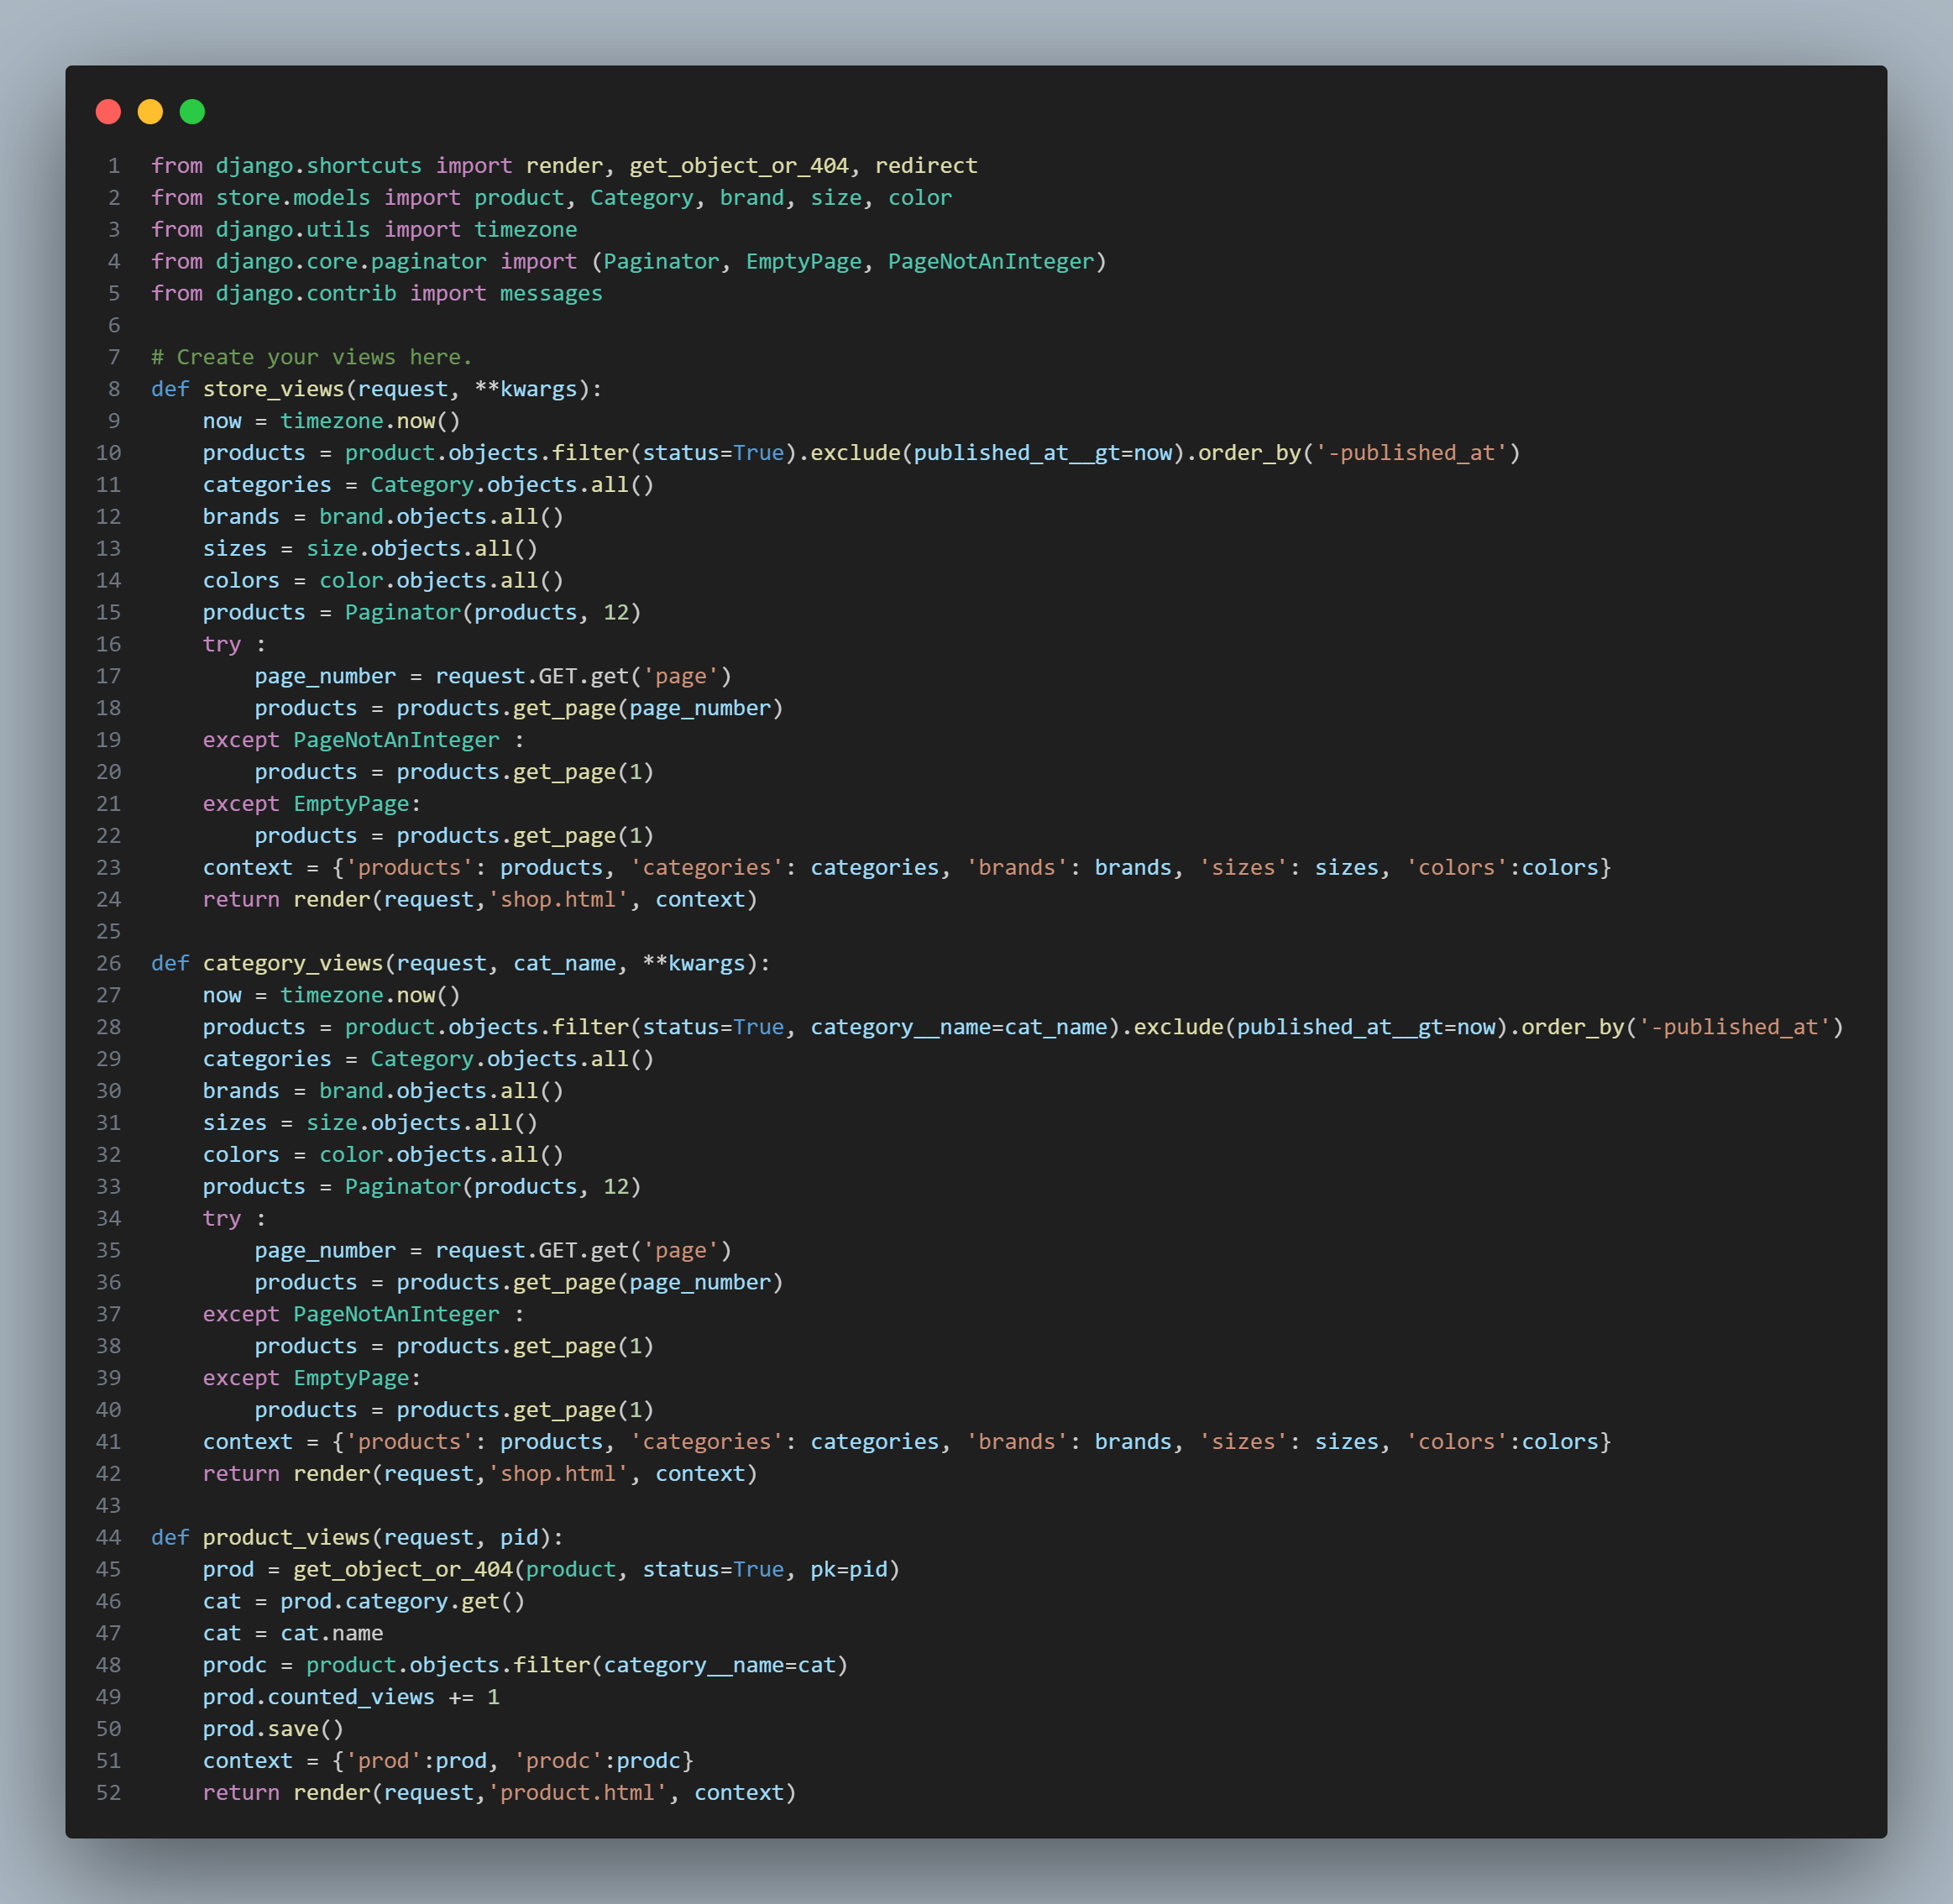 1 from django.shortcuts import render, get_object_or_404, redirect
2 from store.models import product, Category, brand, size, color
3 from django.utils import timezone
4 from django.core.paginator import (Paginator, EmptyPage, PageNotAnInteger)
5 from django.contrib import messages
6
7 # Create your views here.
8 def store_views(request, **kwargs):
9     now = timezone.now()
10     products = product.objects.filter(status=True).exclude(published_at__gt=now).order_by('-published_at')
11     categories = Category.objects.all()
12     brands = brand.objects.all()
13     sizes = size.objects.all()
14     colors = color.objects.all()
15     products = Paginator(products, 12)
16     try :
17         page_number = request.GET.get('page')
18         products = products.get_page(page_number)
19     except PageNotAnInteger :
20         products = products.get_page(1)
21     except EmptyPage:
22         products = products.get_page(1)
23     context = {'products': products, 'categories': categories, 'brands': brands, 'sizes': sizes, 'colors':colors}
24     return render(request,'shop.html', context)
25
26 def category_views(request, cat_name, **kwargs):
27     now = timezone.now()
28     products = product.objects.filter(status=True, category__name=cat_name).exclude(published_at__gt=now).order_by('-published_at')
29     categories = Category.objects.all()
30     brands = brand.objects.all()
31     sizes = size.objects.all()
32     colors = color.objects.all()
33     products = Paginator(products, 12)
34     try :
35         page_number = request.GET.get('page')
36         products = products.get_page(page_number)
37     except PageNotAnInteger :
38         products = products.get_page(1)
39     except EmptyPage:
40         products = products.get_page(1)
41     context = {'products': products, 'categories': categories, 'brands': brands, 'sizes': sizes, 'colors':colors}
42     return render(request,'shop.html', context)
43
44 def product_views(request, pid):
45     prod = get_object_or_404(product, status=True, pk=pid)
46     cat = prod.category.get()
47     cat = cat.name
48     prodc = product.objects.filter(category__name=cat)
49     prod.counted_views += 1
50     prod.save()
51     context = {'prod':prod, 'prodc':prodc}
52     return render(request,'product.html', context)